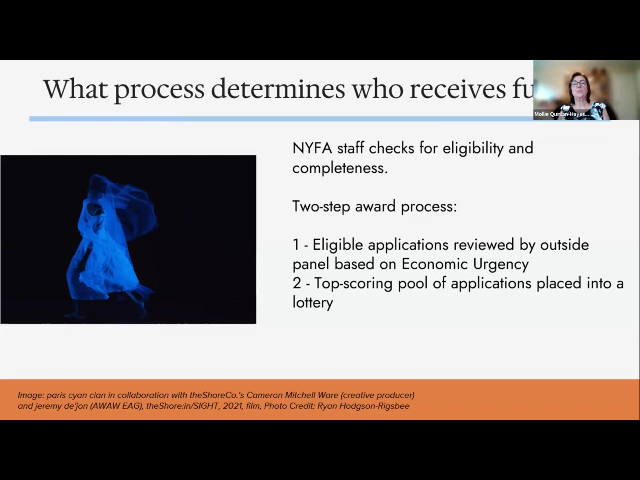 What process determines who receives fu
Mollie Quinlan-Hayes
NYFA staff checks for eligibility and
completeness.
Two-step award process:
1 - Eligible applications reviewed by outside
panel based on Economic Urgency
2 - Top-scoring pool of applications placed into a
lottery
Image: paris cyan cian in collaboration with theShoreCo.'s Cameron Mitchell Ware (creative producer)
and jeremy de'jon (AWAW EAG), theShore:in/SIGHT, 2021, film, Photo Credit: Ryan Hodgson-Rigsbee